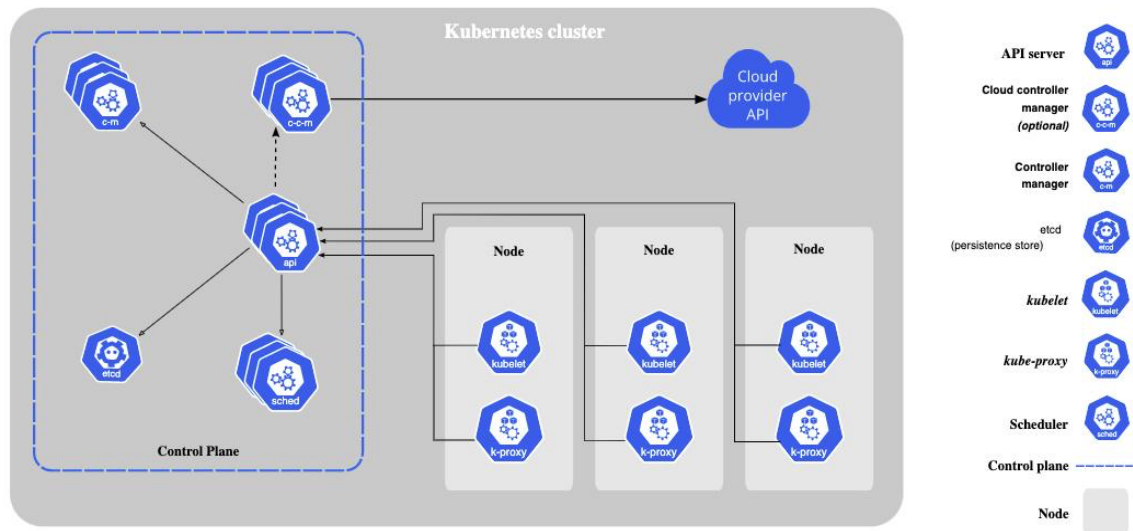 Kubernetes cluster
c-m
c-c-m
Cloud
provider
API
api
etcd
sched
Control Plane
Node
kubelet
k-proxy
Node
kubelet
k-proxy
Node
kubelet
k-proxy
API server
api
Cloud controller
manager
(optional)
c-c-m
Controller
manager
c-m
etcd
(persistence store)
etcd
kubelet
kubelet
kube-proxy
k-proxy
Scheduler
sched
Control plane
Node